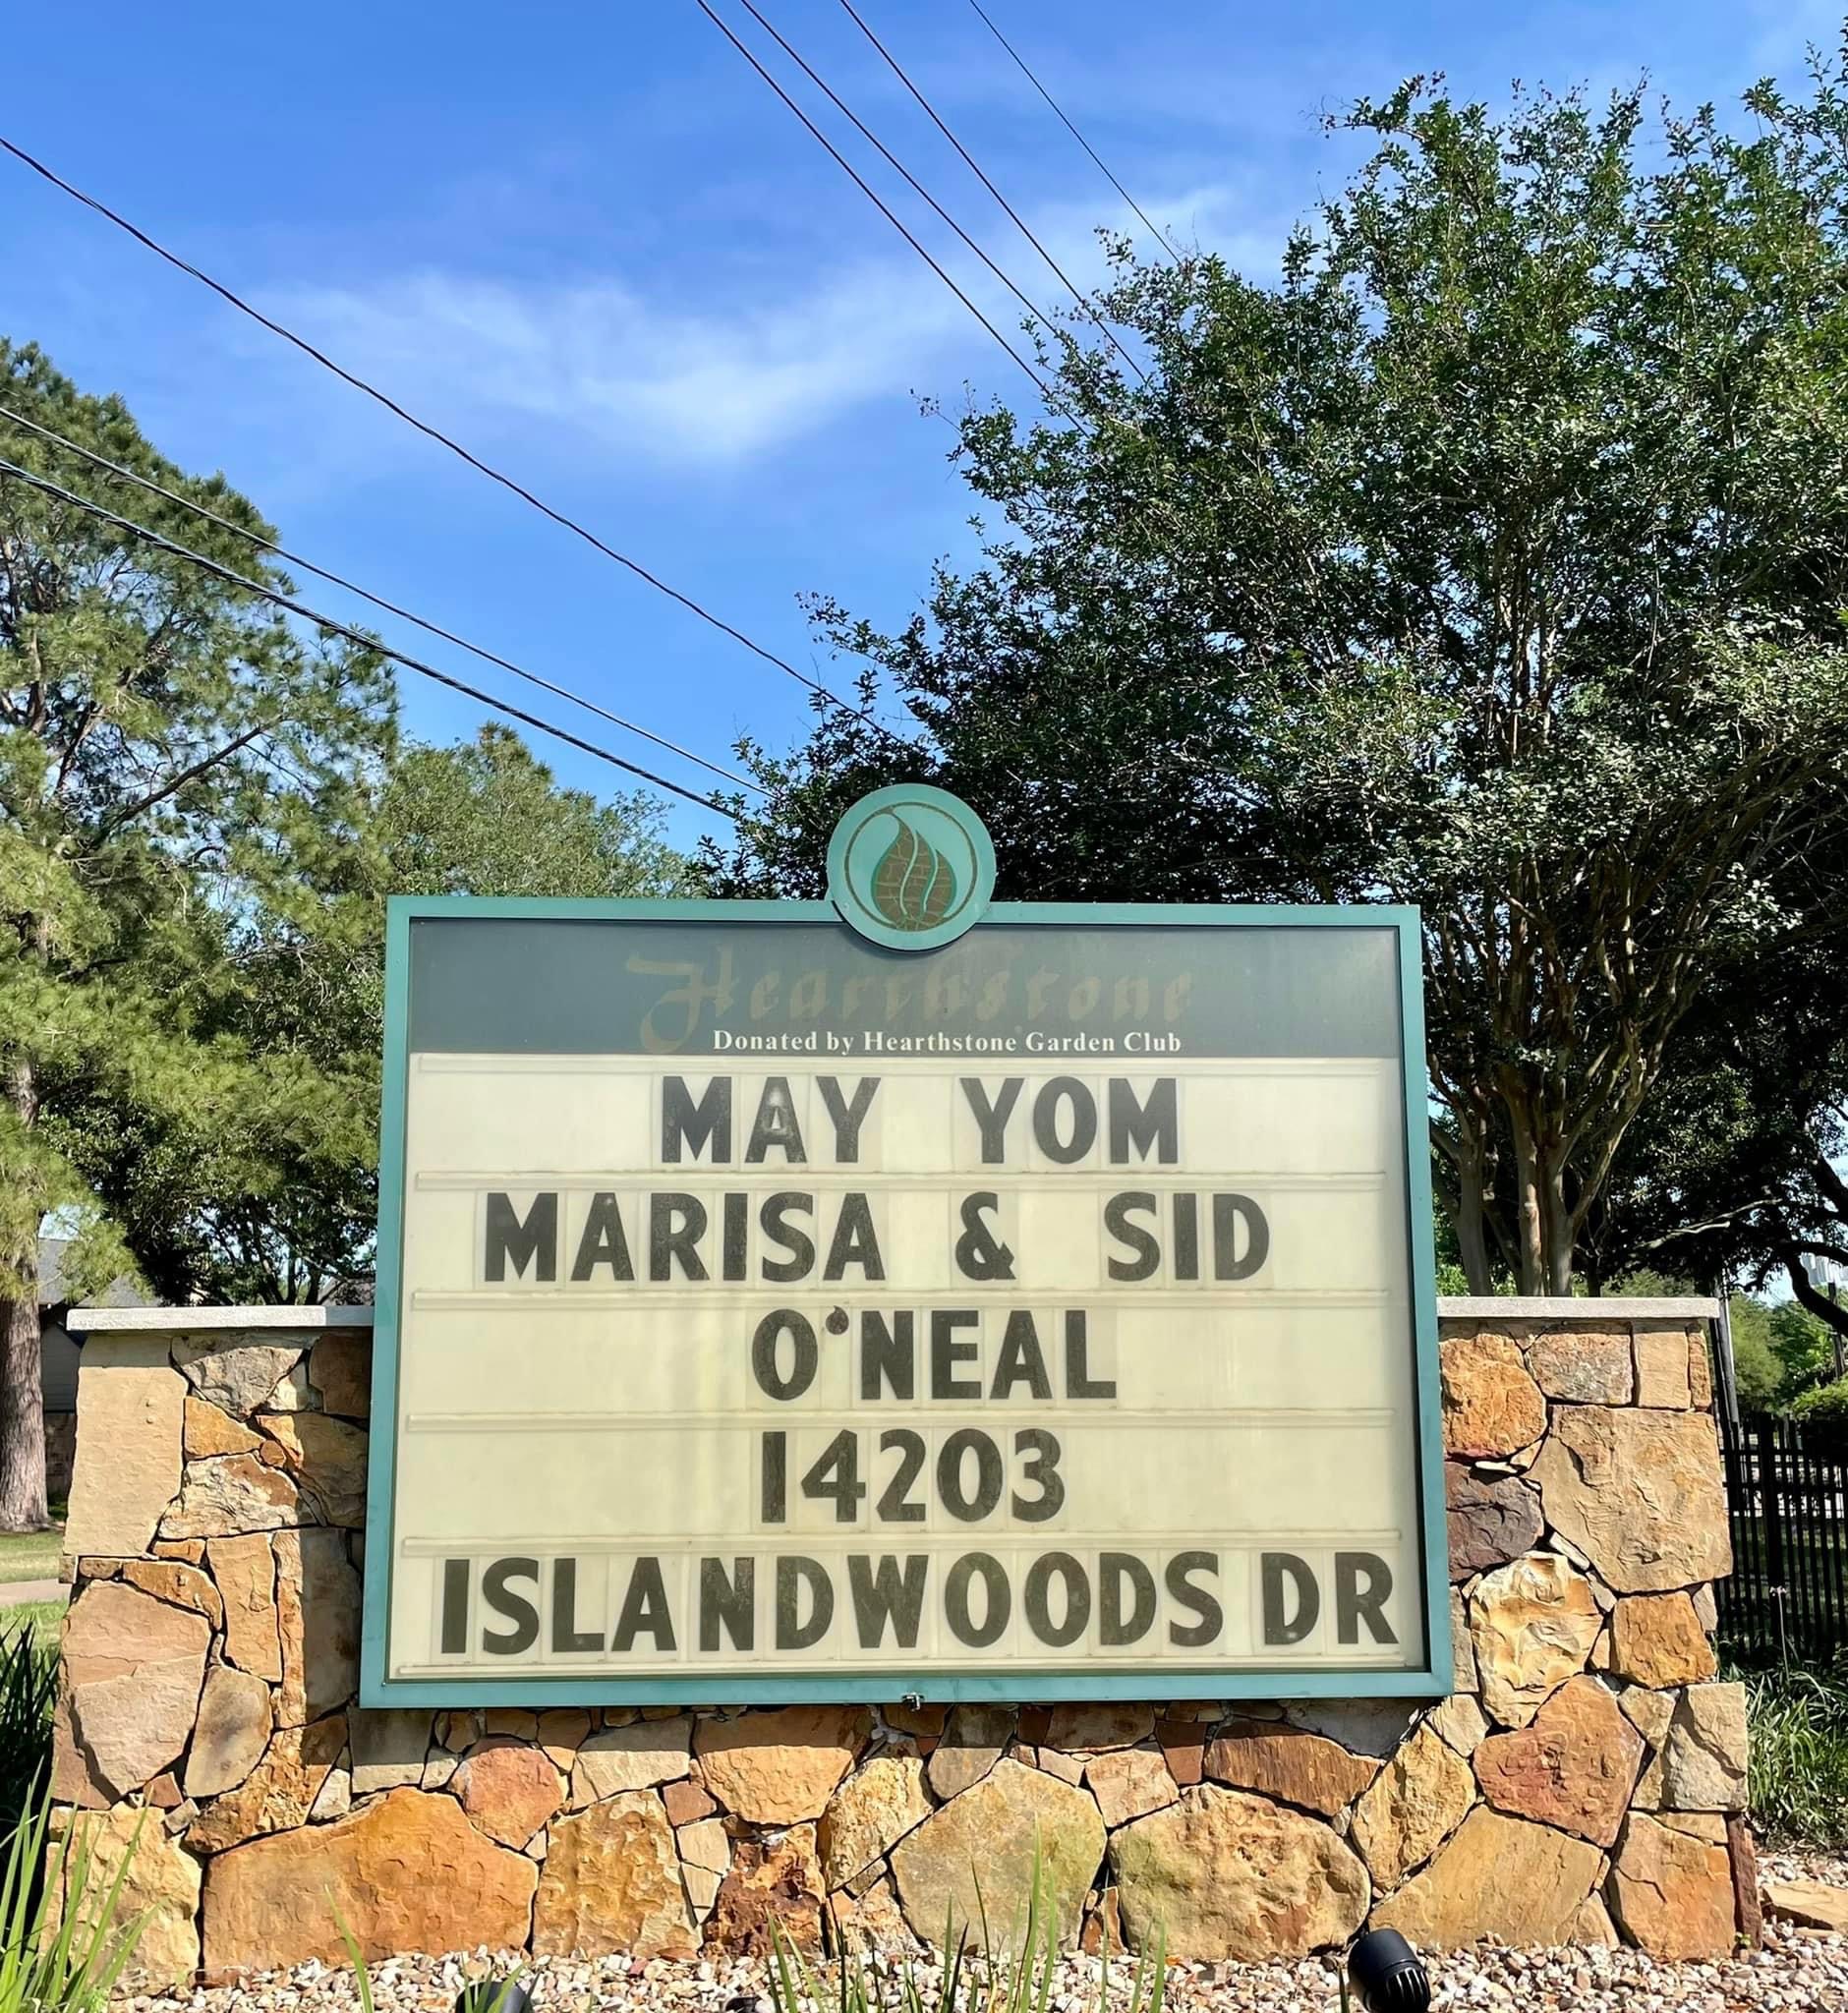 Hearthstone
Donated by Hearthstone Garden Club
MAY YOM
MARISA & SID
O'NEAL
14203
ISLANDWOODS DR